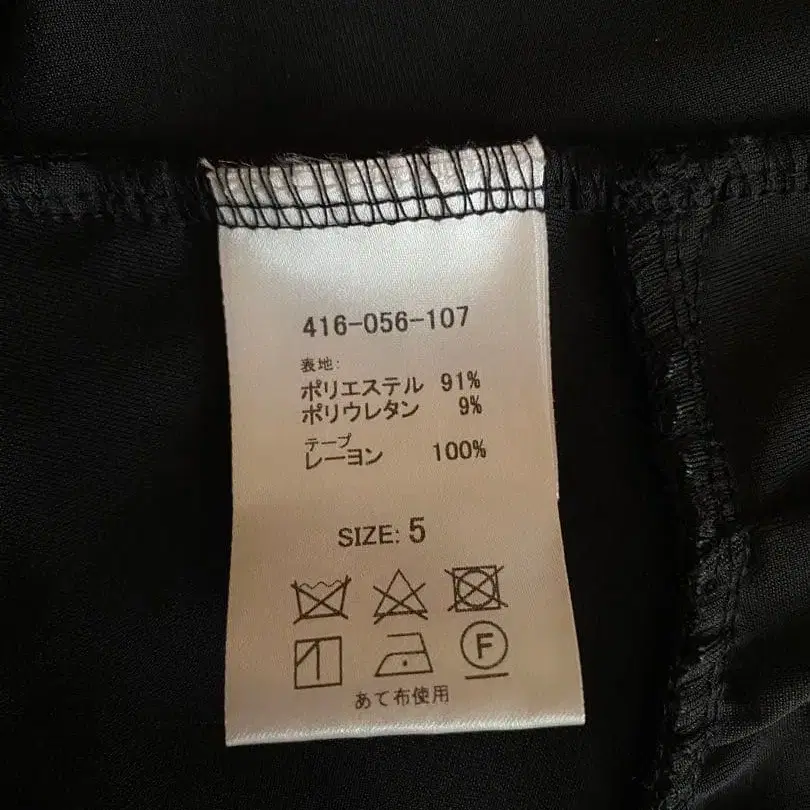 416-056-107
表地:
ポリエステル 91%
ポリウレタン 9%
テープ
レーヨン 100%
SIZE: 5
F
あて布使用